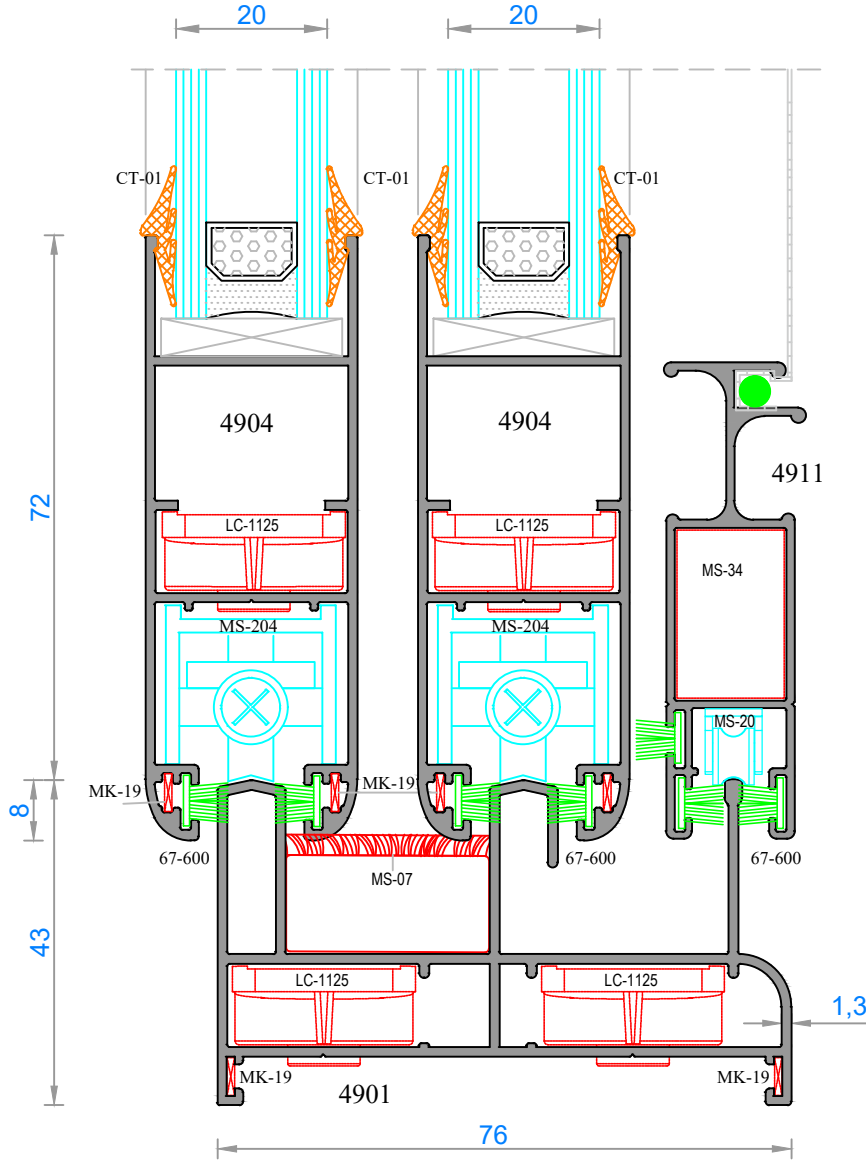 20 20
CT-01 CT-01 CT-01
4904 4904
4911
72
LC-1125 LC-1125
MS-34
MS-204 MS-204
MS-20
MK-19 MK-19
8
67-600 67-600 67-600
MS-07
43
LC-1125 LC-1125
1,3
MK-19 MK-19
4901
76